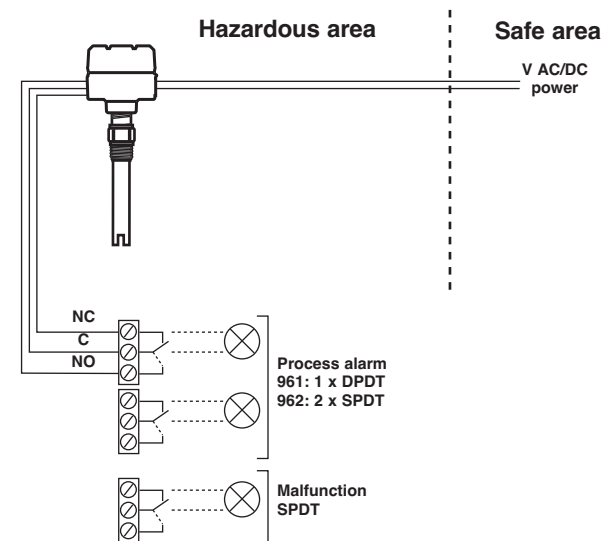 Hazardous area
Safe area
V AC/DC
power
NC
C
NO
Process alarm
961: 1 x DPDT
962: 2 x SPDT
Malfunction
SPDT